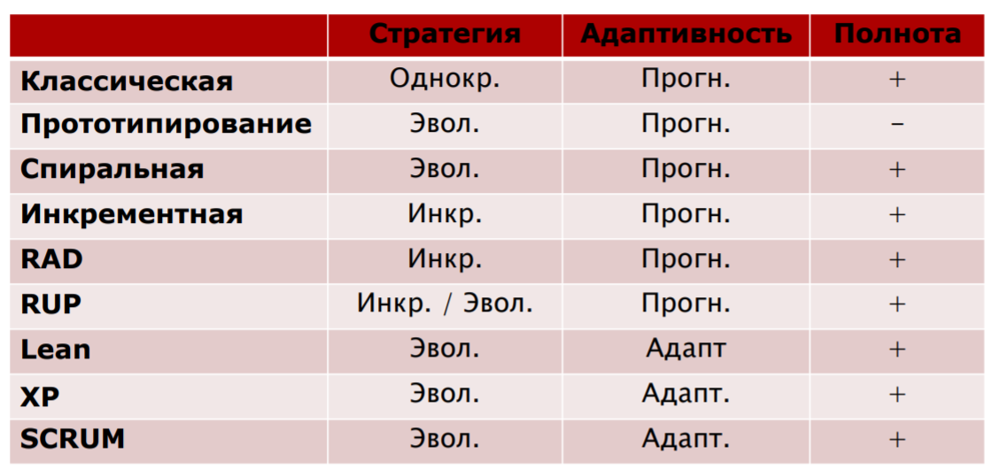 Стратегия Адаптивность Полнота
Классическая Однокр. Прогн. +
Прототипирование Эвол. Прогн. –
Спиральная Эвол. Прогн. +
Инкрементная Инкр. Прогн. +
RAD Инкр. Прогн. +
RUP Инкр. / Эвол. Прогн. +
Lean Эвол. Адапт +
XP Эвол. Адапт. +
SCRUM Эвол. Адапт. +